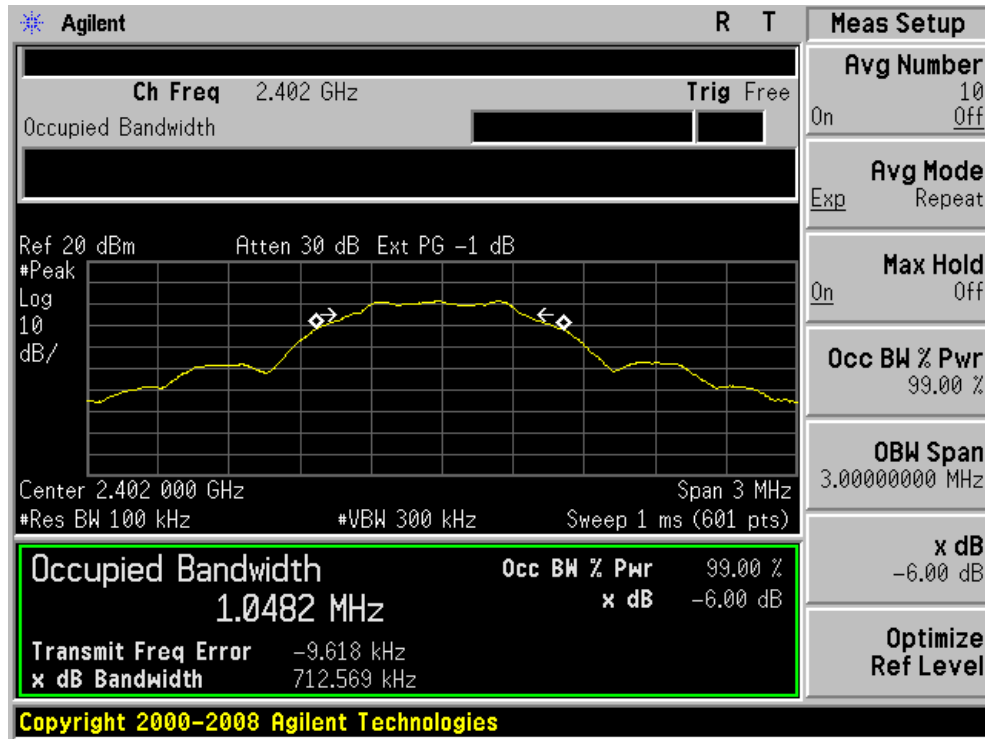 Agilent R T
Ch Freq 2.402 GHz Trig Free
Occupied Bandwidth
Ref 20 dBm Atten 30 dB Ext PG −1 dB
#Peak
Log
10
dB/
Center 2.402 000 GHz Span 3 MHz
#Res BW 100 kHz #VBW 300 kHz Sweep 1 ms (601 pts)
Occupied Bandwidth
1.0482 MHz
Occ BW % Pwr 99.00 %
x dB −6.00 dB
Transmit Freq Error −9.618 kHz
x dB Bandwidth 712.569 kHz
Copyright 2000–2008 Agilent Technologies
Meas Setup
Avg Number
10
On Off
Avg Mode
Exp Repeat
Max Hold
On Off
Occ BW % Pwr
99.00 %
OBW Span
3.00000000 MHz
x dB
−6.00 dB
Optimize
Ref Level